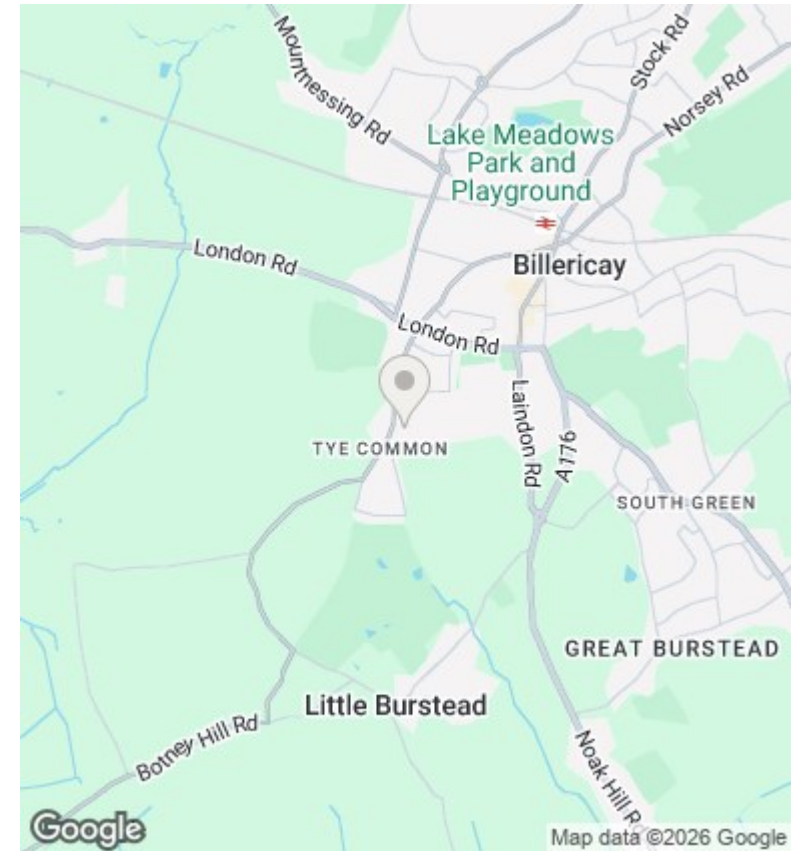 Mountnessing Rd
Stock Rd
Norsey Rd
Lake Meadows
Park and
Playground
London Rd
Billericay
London Rd
Laindon Rd
A176
TYE COMMON
SOUTH GREEN
GREAT BURSTEAD
Little Burstead
Botney Hill Rd
Noak Hill Rd
Google
Map data ©2026 Google